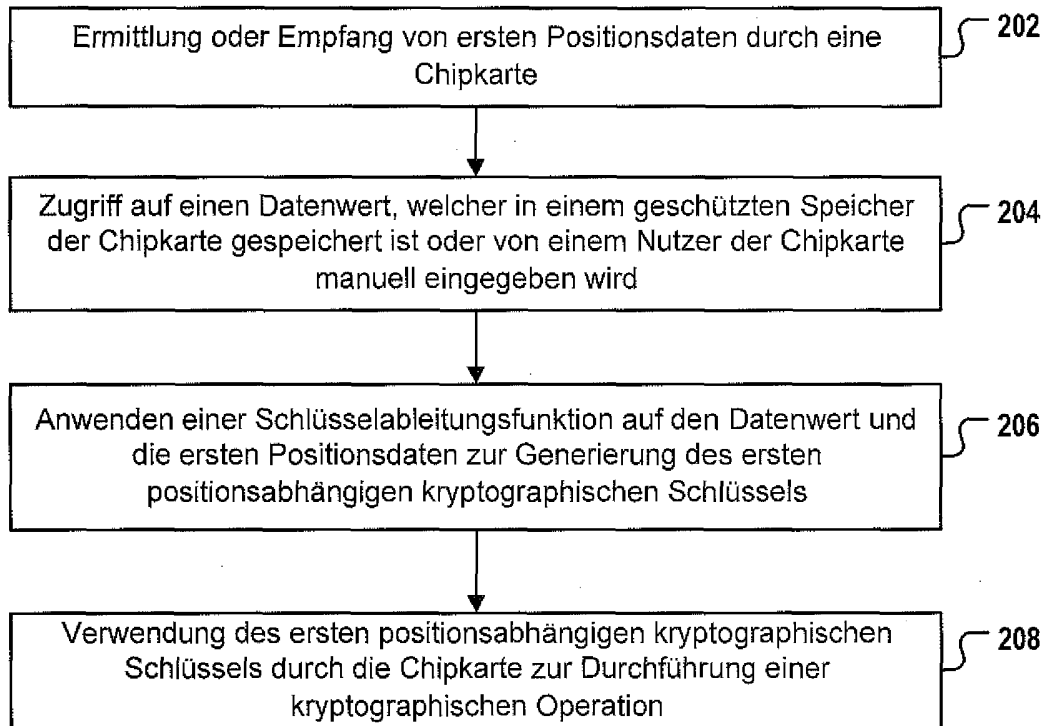 Ermittlung oder Empfang von ersten Positionsdaten durch eine
Chipkarte
202
Zugriff auf einen Datenwert, welcher in einem geschützten Speicher
der Chipkarte gespeichert ist oder von einem Nutzer der Chipkarte
manuell eingegeben wird
204
Anwenden einer Schlüsselableitungsfunktion auf den Datenwert und
die ersten Positionsdaten zur Generierung des ersten
positionsabhängigen kryptographischen Schlüssels
206
Verwendung des ersten positionsabhängigen kryptographischen
Schlüssels durch die Chipkarte zur Durchführung einer
kryptographischen Operation
208